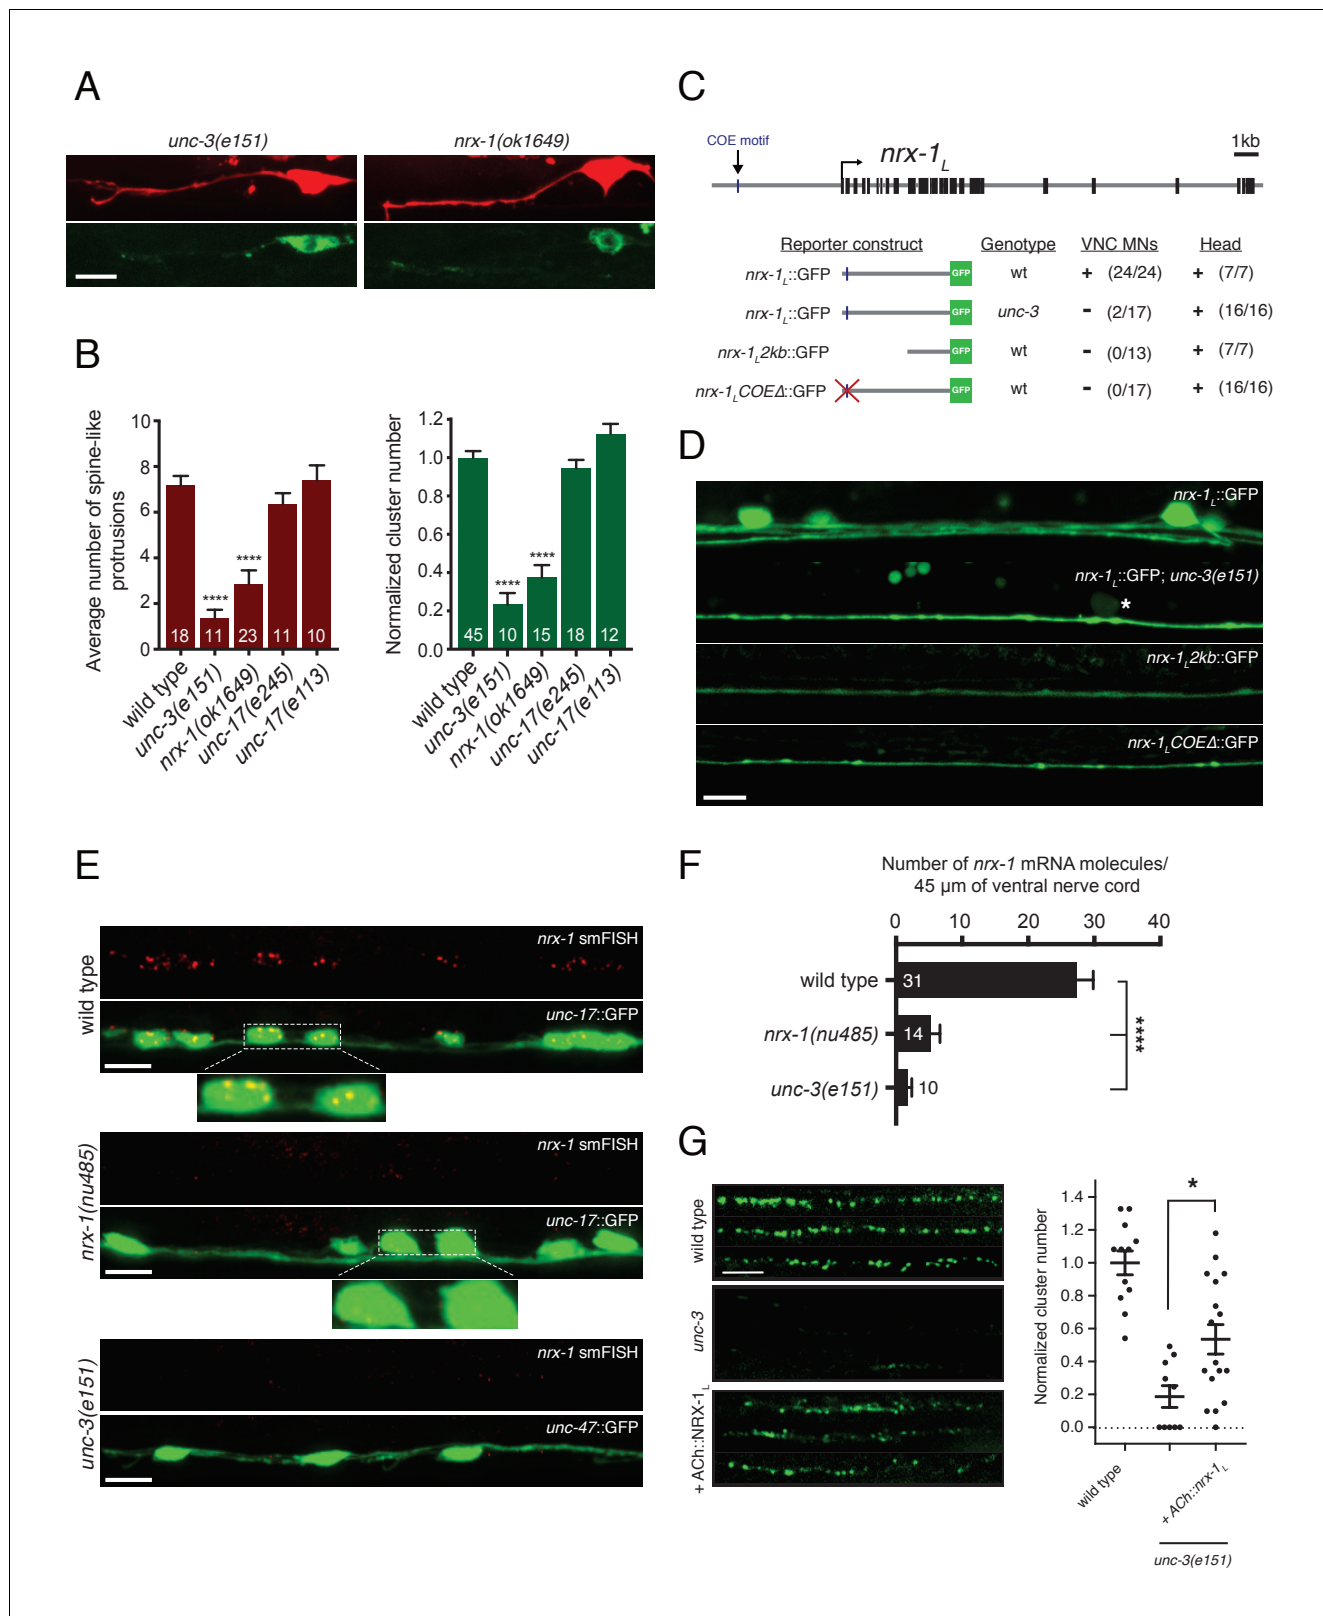 A
unc-3(e151)
nrx-1(ok1649)
B
Average number of spine-like
protrusions
10
8
6
4
2
0
18
11
23
11
10
****
****
wild type
unc-3(e151)
nrx-1(ok1649)
unc-17(e245)
unc-17(e113)
Normalized cluster number
1.2
1.0
0.8
0.6
0.4
0.2
0.0
45
10
15
18
12
****
****
wild type
unc-3(e151)
nrx-1(ok1649)
unc-17(e245)
unc-17(e113)
C
COE motif
nrx-1L
1kb
Reporter construct Genotype VNC MNs Head
nrx-1L::GFP GFP wt + (24/24) + (7/7)
nrx-1L::GFP GFP unc-3 - (2/17) + (16/16)
nrx-1L2kb::GFP GFP wt - (0/13) + (7/7)
nrx-1LCOEΔ::GFP GFP wt - (0/17) + (16/16)
D
nrx-1L::GFP
nrx-1L::GFP; unc-3(e151)
*
nrx-1L2kb::GFP
nrx-1LCOEΔ::GFP
E
wild type
nrx-1 smFISH
unc-17::GFP
nrx-1(nu485)
nrx-1 smFISH
unc-17::GFP
unc-3(e151)
nrx-1 smFISH
unc-47::GFP
F
Number of nrx-1 mRNA molecules/
45 µm of ventral nerve cord
0 10 20 30 40
wild type 31
nrx-1(nu485) 14
unc-3(e151) 10
****
G
wild type
unc-3
+ ACh::NRX-1L
Normalized cluster number
1.4
1.2
1.0
0.8
0.6
0.4
0.2
0.0
*
wild type
+ ACh::nrx-1L
unc-3(e151)